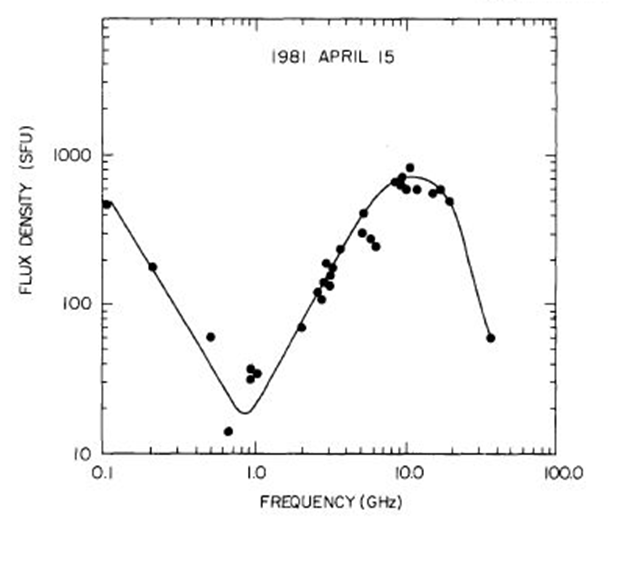 1981 APRIL 15
FLUX DENSITY (SFU)
1000
100
10
0.1 1.0 10.0 100.0
FREQUENCY (GHz)